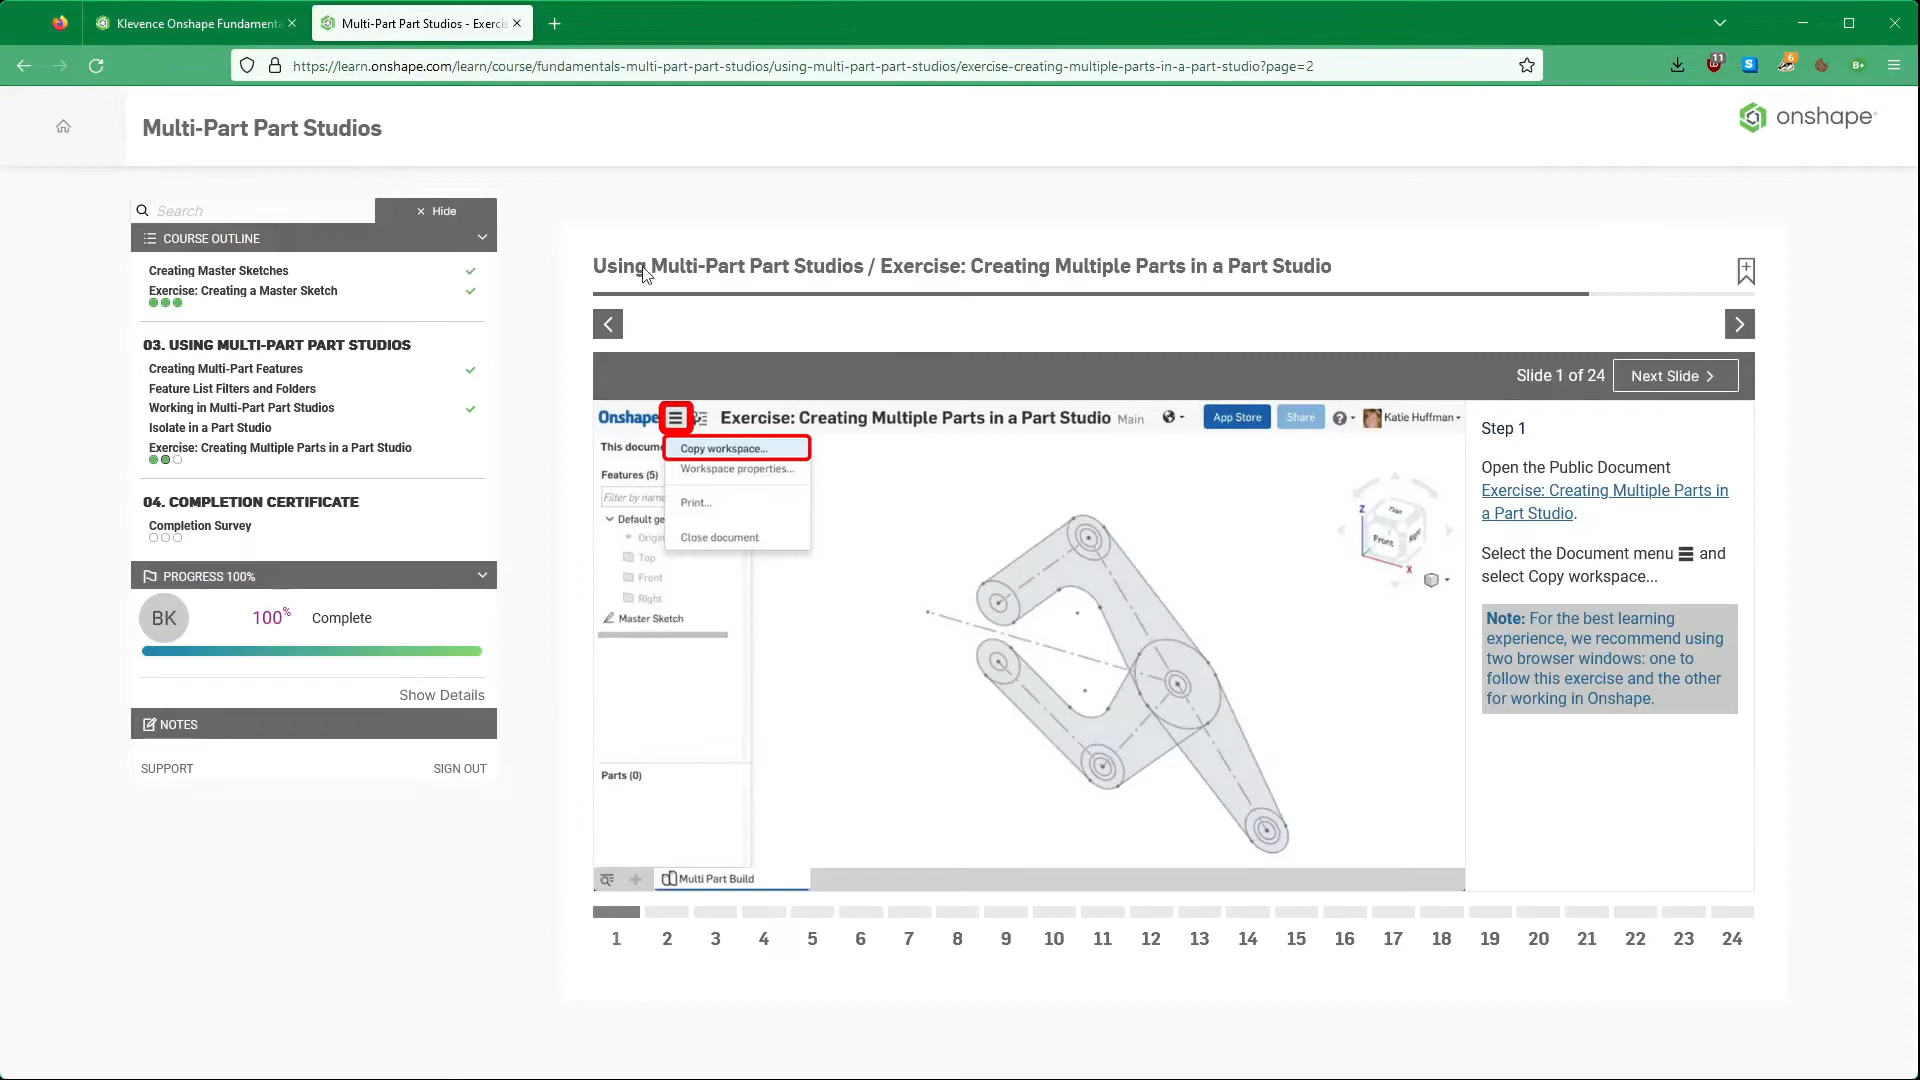 Klevence Onshape Fundamenta
Multi-Part Part Studios - Exercis
https://learn.onshape.com/learn/course/fundamentals-multi-part-part-studios/using-multi-part-part-studios/exercise-creating-multiple-parts-in-a-part-studio?page=2
11
S
6
B+
Multi-Part Part Studios
onshape
Search
Hide
COURSE OUTLINE
Creating Master Sketches
Exercise: Creating a Master Sketch
03. USING MULTI-PART PART STUDIOS
Creating Multi-Part Features
Feature List Filters and Folders
Working in Multi-Part Part Studios
Isolate in a Part Studio
Exercise: Creating Multiple Parts in a Part Studio
04. COMPLETION CERTIFICATE
Completion Survey
PROGRESS 100%
BK
100% Complete
Show Details
NOTES
SUPPORT
SIGN OUT
Using Multi-Part Part Studios / Exercise: Creating Multiple Parts in a Part Studio
Slide 1 of 24
Next Slide
Onshape
Exercise: Creating Multiple Parts in a Part Studio Main
App Store
Share
Katie Huffman
This docume
Copy workspace...
Workspace properties...
Features (5)
Filter by name
Print...
Default ge
Origin
Close document
Top
Front
Right
Master Sketch
Z
Front
Right
X
Parts (0)
Multi Part Build
Step 1
Open the Public Document
Exercise: Creating Multiple Parts in
a Part Studio.
Select the Document menu and
select Copy workspace...
Note: For the best learning
experience, we recommend using
two browser windows: one to
follow this exercise and the other
for working in Onshape.
1 2 3 4 5 6 7 8 9 10 11 12 13 14 15 16 17 18 19 20 21 22 23 24